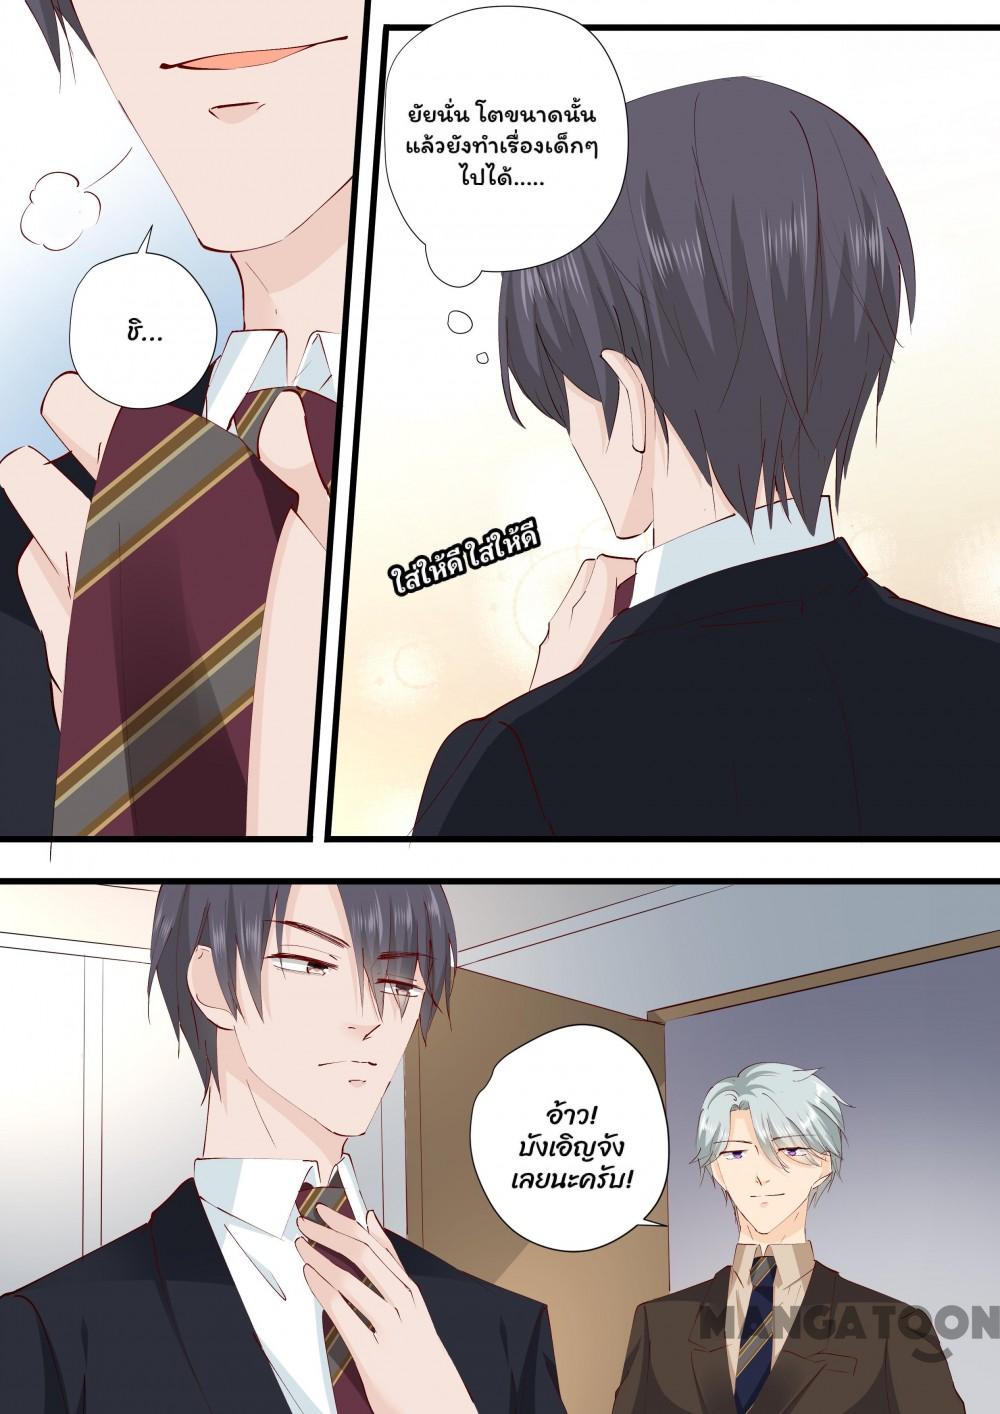 ชิ...
ยัยนั่น โตขนาดนั้น
แล้วยังทำเรื่องเด็กๆ
ไปได้.....
ใส่ให้ดีใส่ให้ดี
อ้าว!
บังเอิญจัง
เลยนะครับ!
MANGATOON